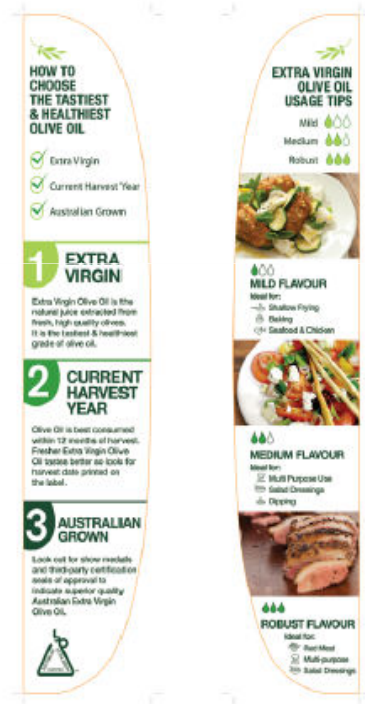 HOW TO
CHOOSE
THE TASTIEST
& HEALTHIEST
OLIVE OIL
Extra Virgin
Current Harvest Year
Australian Grown
1 EXTRA
VIRGIN
Extra Virgin Olive Oil is the
natural juice extracted from
fresh, high quality olives.
It is the tastiest & healthiest
grade of olive oil.
2 CURRENT
HARVEST
YEAR
Olive Oil is best consumed
within 12 months of harvest.
Fresher Extra Virgin Olive
Oil tastes better so look for
harvest date printed on
the label.
3 AUSTRALIAN
GROWN
Look out for show medals
and third-party certification
seals of approval to
indicate superior quality
Australian Extra Virgin
Olive Oil.
EXTRA VIRGIN
OLIVE OIL
USAGE TIPS
Mild
Medium
Robust
MILD FLAVOUR
Ideal for:
Shallow Frying
Baking
Seafood & Chicken
MEDIUM FLAVOUR
Ideal for:
Multi Purpose Use
Salad Dressings
Dipping
ROBUST FLAVOUR
Ideal for:
Red Meat
Multi-purpose
Salad Dressings